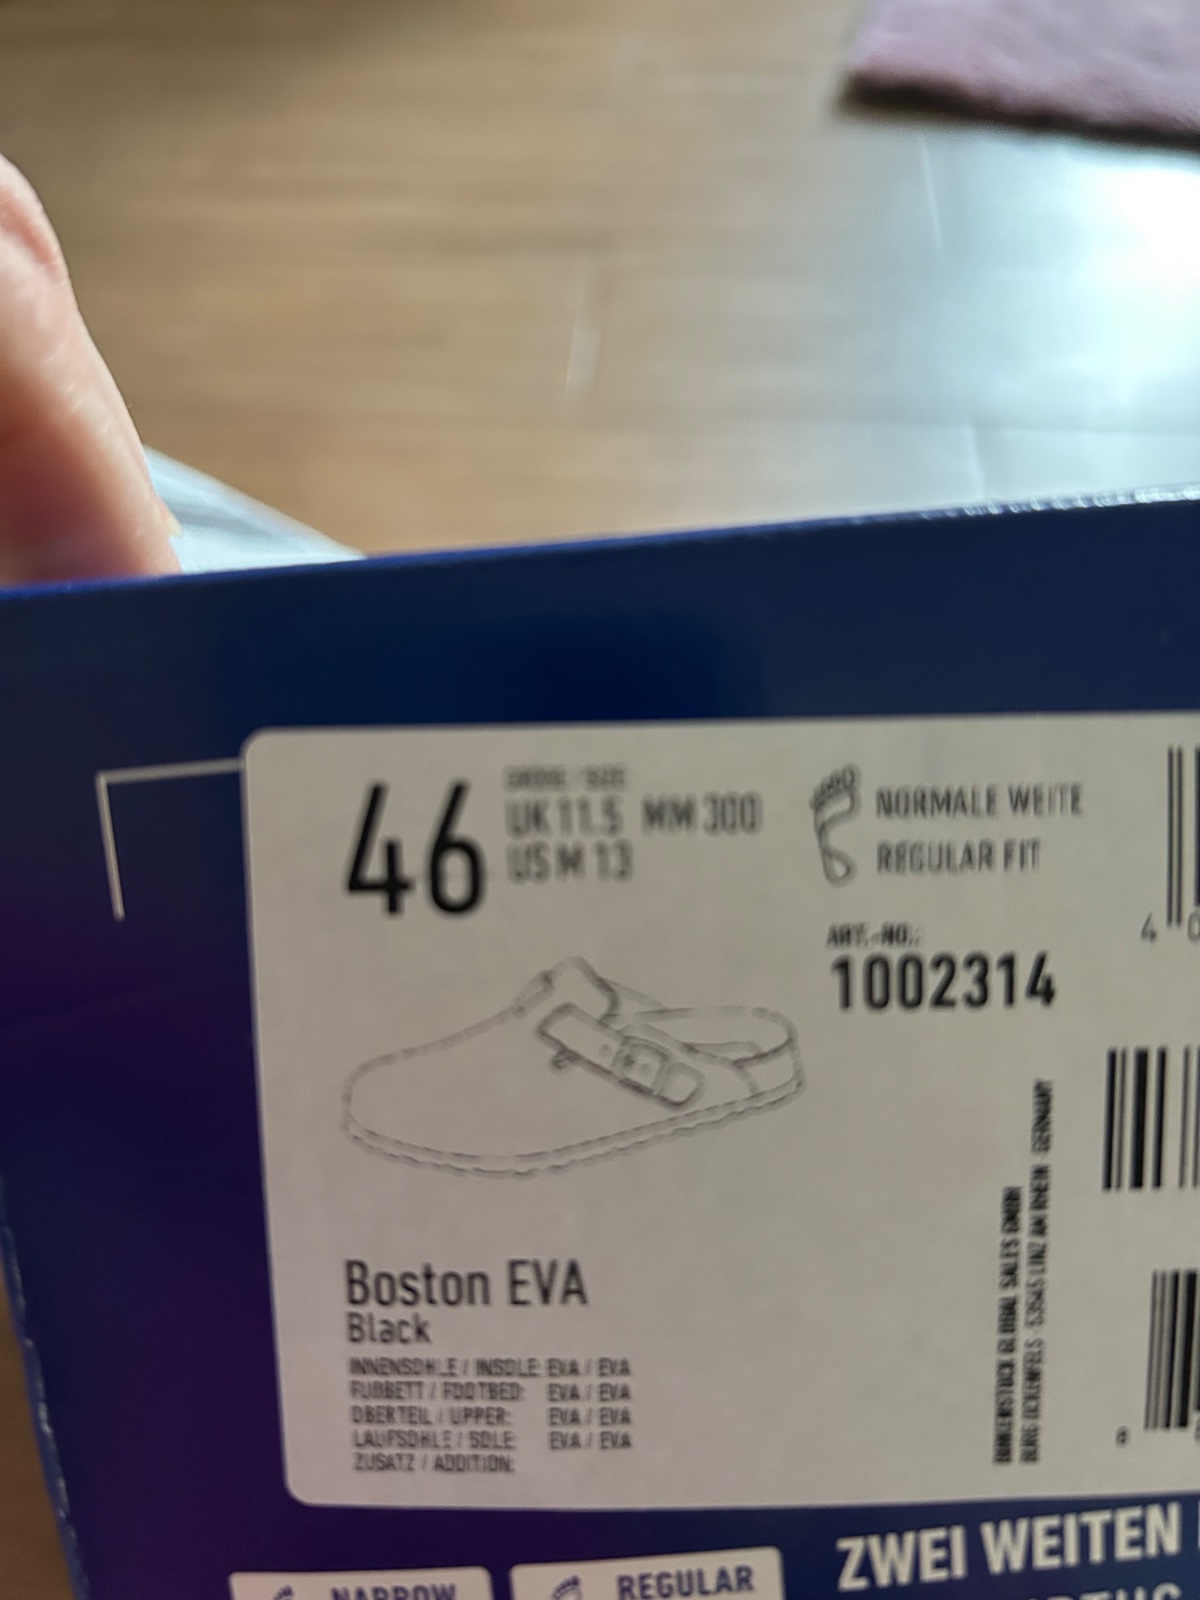 46
GRÖSSE / SIZE
UK 11.5 MM 300
US M 13
NORMALE WEITE
REGULAR FIT
ART.-NO.:
1002314
4
Boston EVA
Black
INNENSOHLE / INSOLE: EVA / EVA
FUßBETT / FOOTBED: EVA / EVA
OBERTEIL / UPPER: EVA / EVA
LAUFSOHLE / SOLE: EVA / EVA
ZUSATZ / ADDITION:
BIRKENSTOCK GLOBAL SALES GMBH
BURG OCKENFELS · 53545 LINZ AM RHEIN · GERMANY
8
ZWEI WEITEN
NARROW
REGULAR